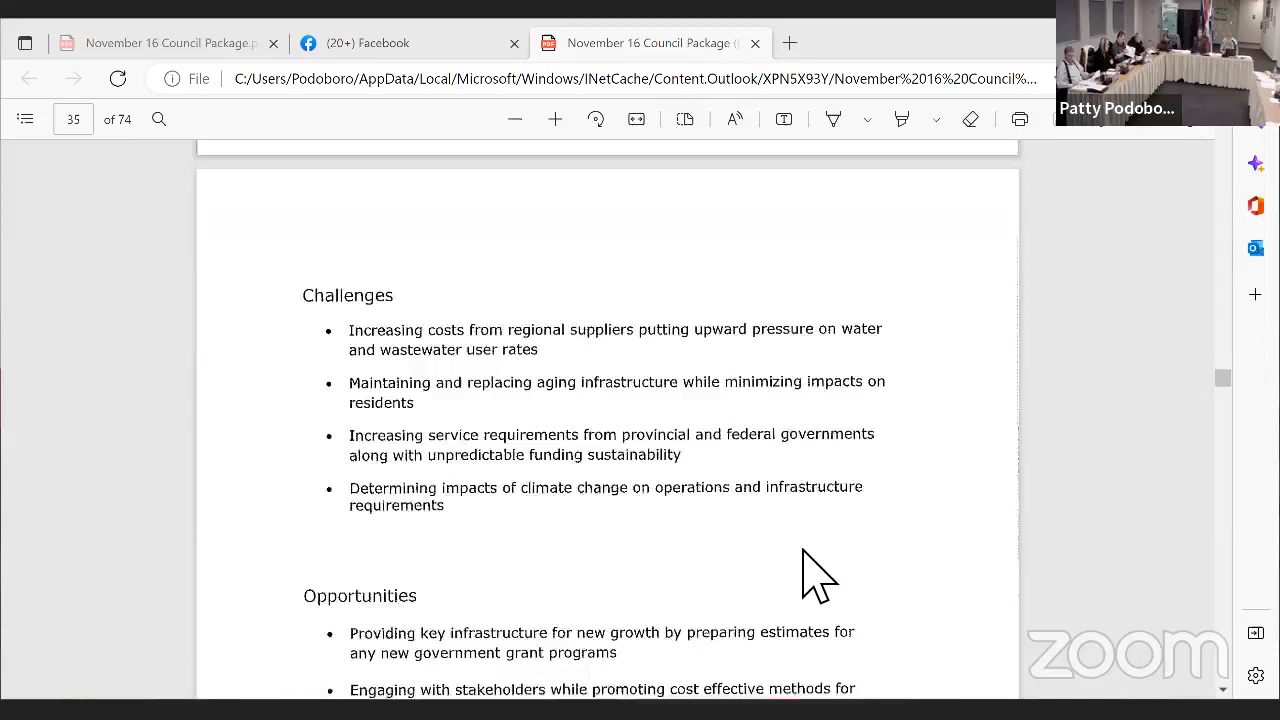 November 16 Council Package.p
(20+) Facebook
November 16 Council Package (
File
C:/Users/Podoboro/AppData/Local/Microsoft/Windows/INetCache/Content.Outlook/XPN5X93Y/November%2016%20Council%...
Patty Podobo...
35 of 74
Challenges
• Increasing costs from regional suppliers putting upward pressure on water
and wastewater user rates
• Maintaining and replacing aging infrastructure while minimizing impacts on
residents
• Increasing service requirements from provincial and federal governments
along with unpredictable funding sustainability
• Determining impacts of climate change on operations and infrastructure
requirements
Opportunities
• Providing key infrastructure for new growth by preparing estimates for
any new government grant programs
• Engaging with stakeholders while promoting cost effective methods for
zoom